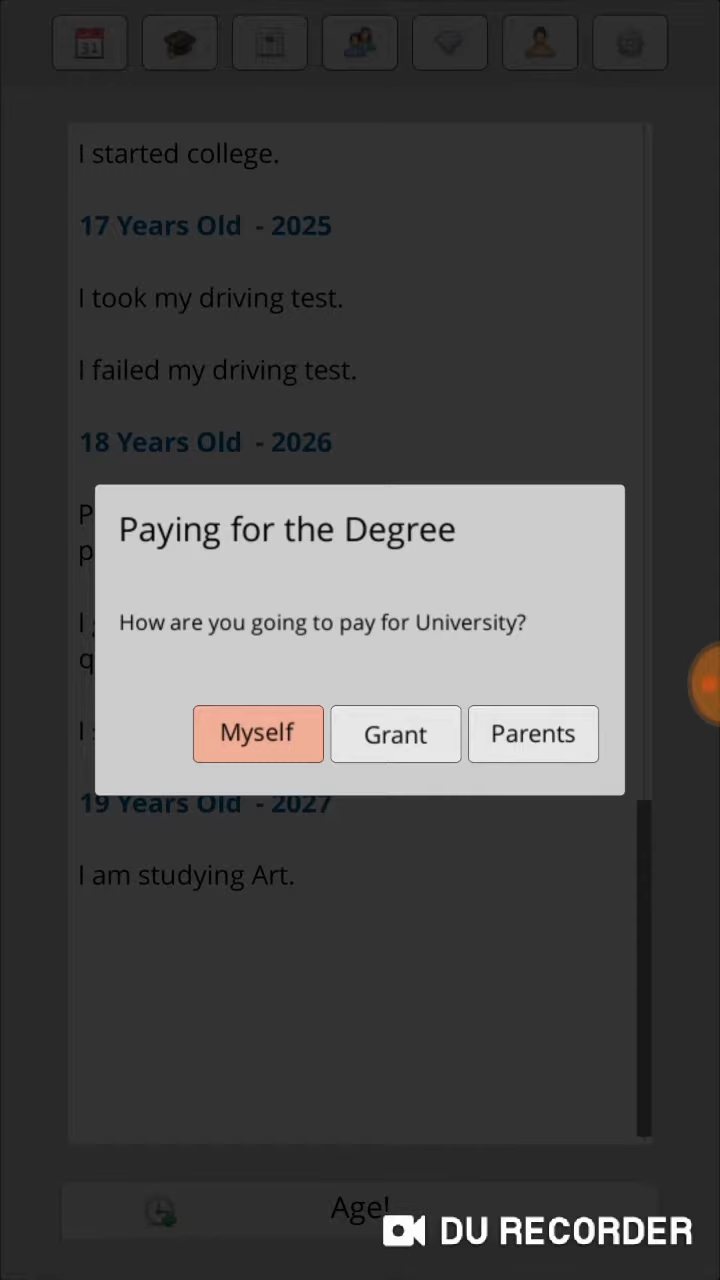 31
I started college.
17 Years Old - 2025
I took my driving test.
I failed my driving test.
18 Years Old - 2026
P
p
Paying for the Degree
How are you going to pay for University?
I
q
Myself Grant Parents
I
19 Years Old - 2027
I am studying Art.
Age!
DU RECORDER